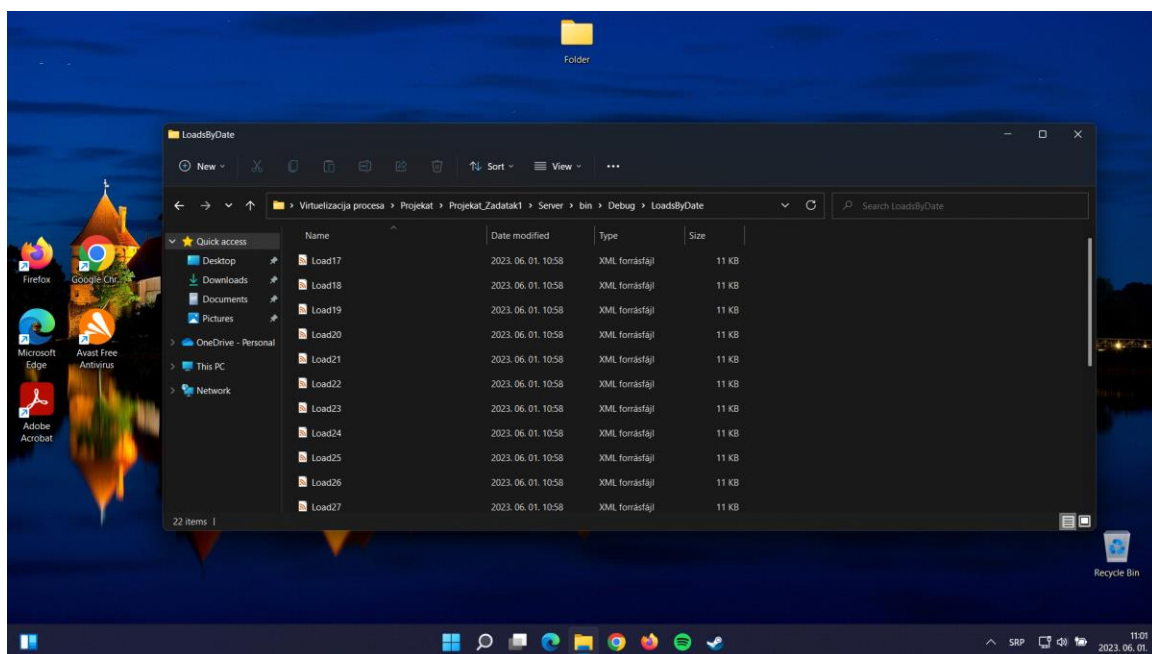 Folder
LoadsByDate
New
Sort
View
Virtuelizacija procesa > Projekat > Projekat_Zadatak1 > Server > bin > Debug > LoadsByDate
Search LoadsByDate
Name Date modified Type Size
Quick access
Desktop
Downloads
Documents
Pictures
OneDrive - Personal
This PC
Network
Load17 2023. 06. 01. 10:58 XML forrásfájl 11 KB
Load18 2023. 06. 01. 10:58 XML forrásfájl 11 KB
Load19 2023. 06. 01. 10:58 XML forrásfájl 11 KB
Load20 2023. 06. 01. 10:58 XML forrásfájl 11 KB
Load21 2023. 06. 01. 10:58 XML forrásfájl 11 KB
Load22 2023. 06. 01. 10:58 XML forrásfájl 11 KB
Load23 2023. 06. 01. 10:58 XML forrásfájl 11 KB
Load24 2023. 06. 01. 10:58 XML forrásfájl 11 KB
Load25 2023. 06. 01. 10:58 XML forrásfájl 11 KB
Load26 2023. 06. 01. 10:58 XML forrásfájl 11 KB
Load27 2023. 06. 01. 10:58 XML forrásfájl 11 KB
22 items
Firefox
Google Chr...
Microsoft
Edge
Avast Free
Antivirus
Adobe
Acrobat
Recycle Bin
SRP
11:01
2023. 06. 01.